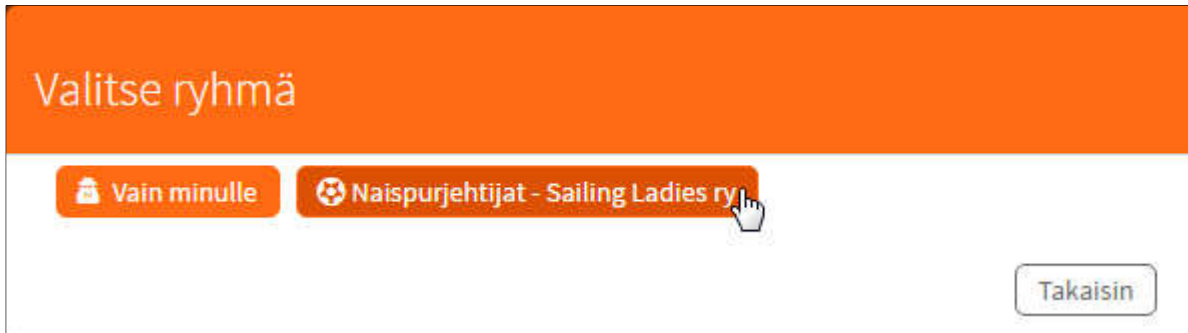 Valitse ryhmä
Vain minulle
Naispurjehtijat - Sailing Ladies ry
Takaisin